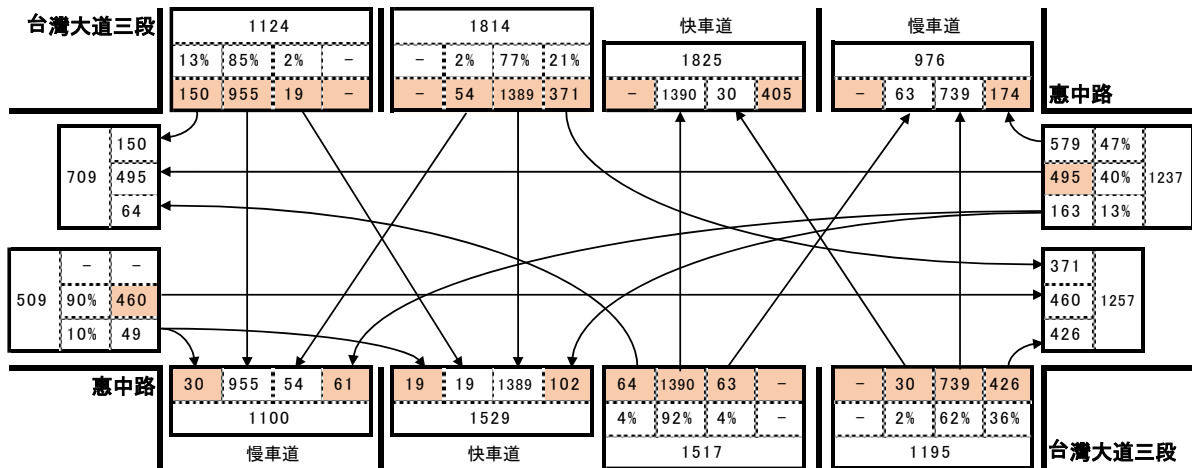 台灣大道三段 1124 1814 快車道 慢車道
13% 85% 2% - - 2% 77% 21% 1825 976
150 955 19 - - 54 1389 371 - 1390 30 405 - 63 739 174 惠中路
150 579 47%
709 495 495 40% 1237
64 163 13%
- - 371
509 90% 460 460 1257
10% 49 426
惠中路 30 955 54 61 19 19 1389 102 64 1390 63 - - 30 739 426
1100 1529 4% 92% 4% - - 2% 62% 36%
慢車道 快車道 1517 1195 台灣大道三段